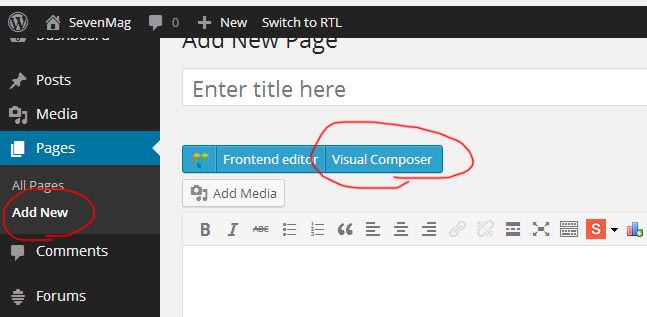 SevenMag 0 + New Switch to RTL
Dashboard
Add New Page
Posts
Enter title here
Media
Pages
Frontend editor Visual Composer
All Pages
Add Media
Add New
B I ABC S
Comments
Forums